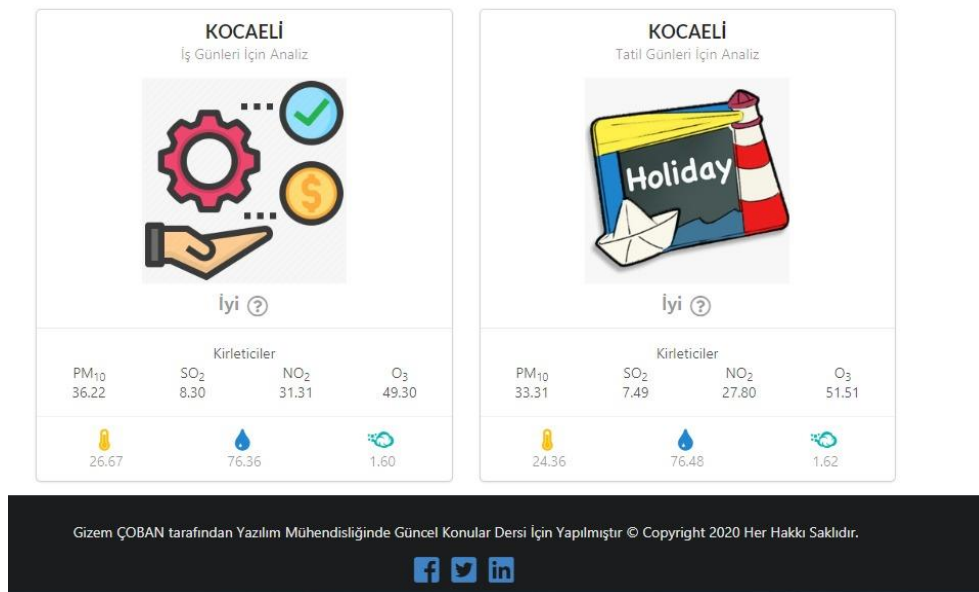 KOCAELİ
İş Günleri İçin Analiz
İyi ?
Kirleticiler
PM₁₀ SO₂ NO₂ O₃
36.22 8.30 31.31 49.30
26.67 76.36 1.60
KOCAELİ
Tatil Günleri İçin Analiz
Holiday
İyi ?
Kirleticiler
PM₁₀ SO₂ NO₂ O₃
33.31 7.49 27.80 51.51
24.36 76.48 1.62
Gizem ÇOBAN tarafından Yazılım Mühendisliğinde Güncel Konular Dersi İçin Yapılmıştır © Copyright 2020 Her Hakkı Saklıdır.